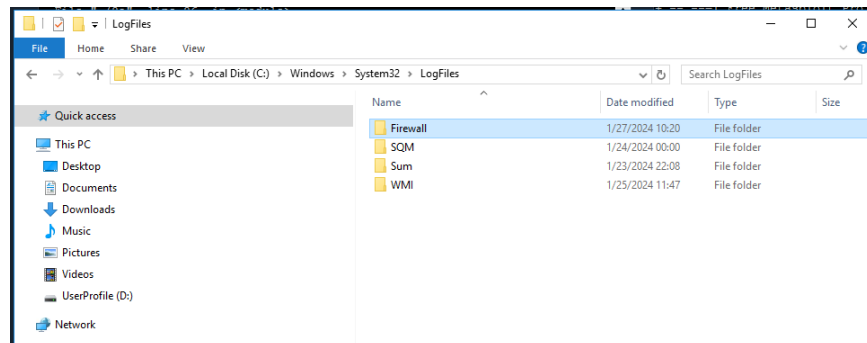 LogFiles
File Home Share View
This PC Local Disk (C:) Windows System32 LogFiles
Search LogFiles
Name Date modified Type Size
Quick access
This PC
Desktop
Documents
Downloads
Music
Pictures
Videos
UserProfile (D:)
Network
Firewall 1/27/2024 10:20 File folder
SQM 1/24/2024 00:00 File folder
Sum 1/23/2024 22:08 File folder
WMI 1/25/2024 11:47 File folder